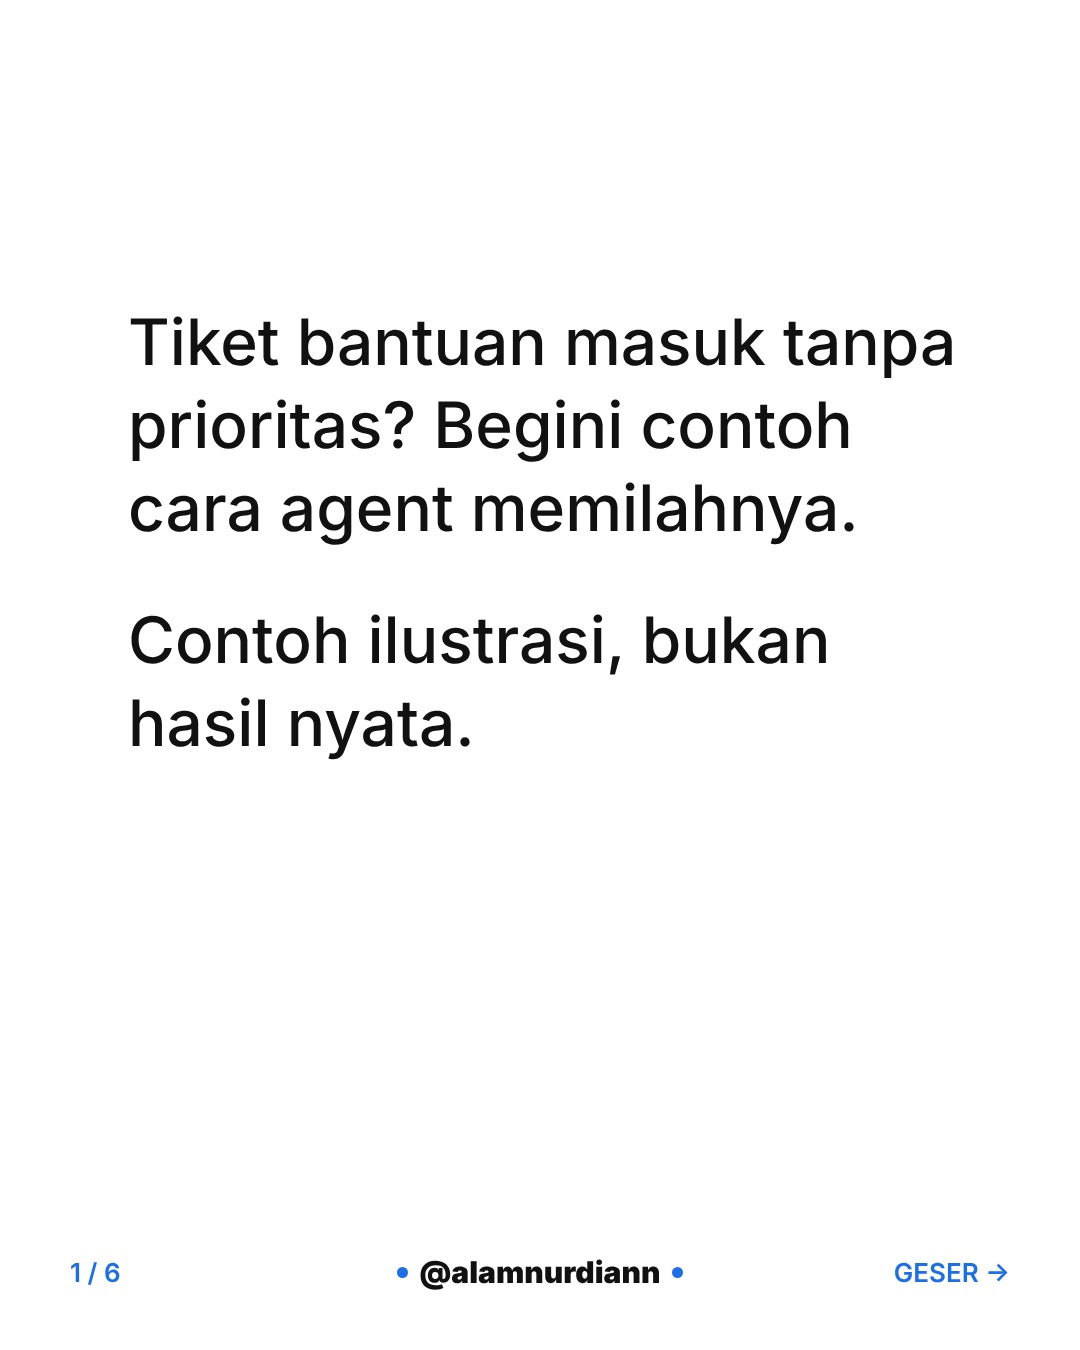 Tiket bantuan masuk tanpa
prioritas? Begini contoh
cara agent memilahnya.
Contoh ilustrasi, bukan
hasil nyata.
1 / 6
• @alamnurdiann •
GESER →